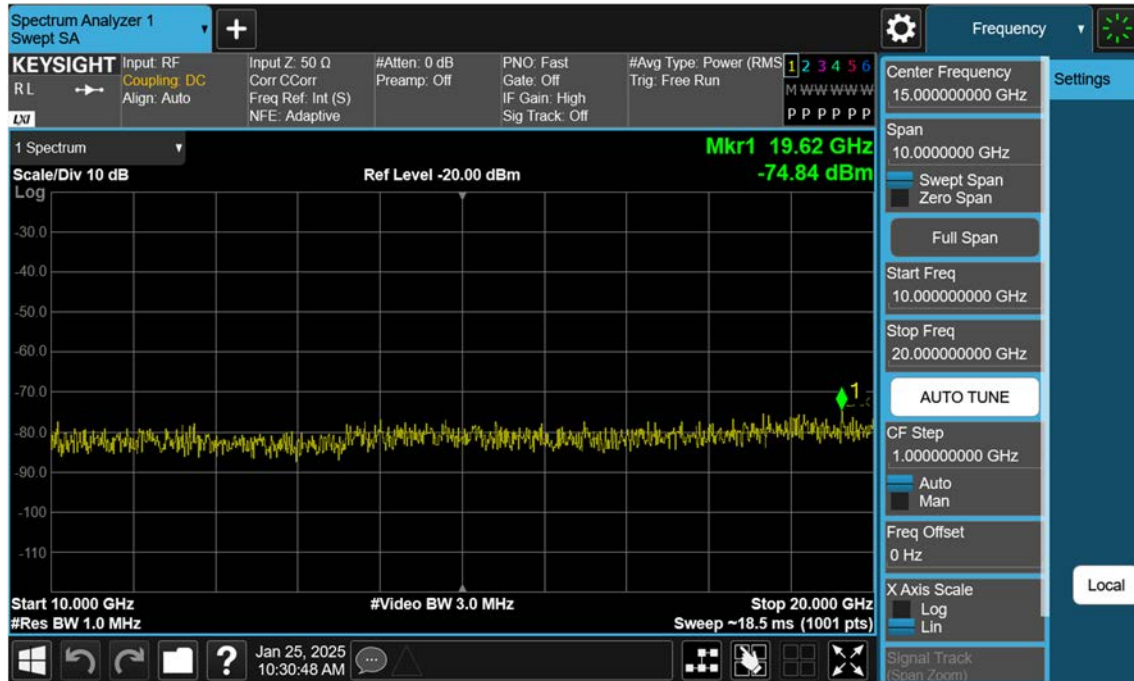 Spectrum Analyzer 1
Swept SA
Frequency
KEYSIGHT
R L
LXI
Input: RF
Coupling: DC
Align: Auto
Input Z: 50 Ω
Corr CCorr
Freq Ref: Int (S)
NFE: Adaptive
#Atten: 0 dB
Preamp: Off
PNO: Fast
Gate: Off
IF Gain: High
Sig Track: Off
#Avg Type: Power (RMS
Trig: Free Run
1 2 3 4 5 6
M W W W W W
P P P P P P
1 Spectrum
Mkr1 19.62 GHz
-74.84 dBm
Scale/Div 10 dB
Ref Level -20.00 dBm
Log
-30.0
-40.0
-50.0
-60.0
-70.0
-80.0
-90.0
-100
-110
1
Start 10.000 GHz
#Video BW 3.0 MHz
Stop 20.000 GHz
#Res BW 1.0 MHz
Sweep ~18.5 ms (1001 pts)
?
Jan 25, 2025
10:30:48 AM
Center Frequency
15.000000000 GHz
Span
10.0000000 GHz
Swept Span
Zero Span
Full Span
Start Freq
10.000000000 GHz
Stop Freq
20.000000000 GHz
AUTO TUNE
CF Step
1.000000000 GHz
Auto
Man
Freq Offset
0 Hz
X Axis Scale
Log
Lin
Signal Track
(Span Zoom)
Settings
Local